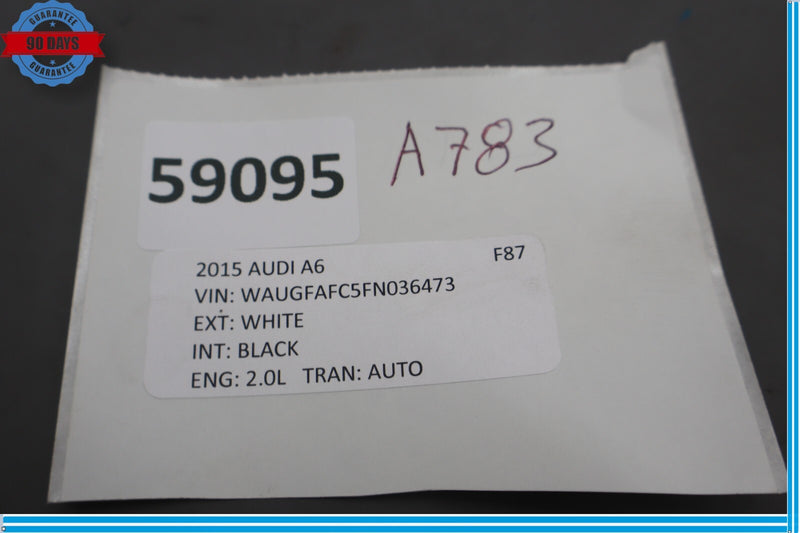 GUARANTEE
90 DAYS
GUARANTEE
59095
A783
2015 AUDI A6 F87
VIN: WAUGFAFC5FN036473
EXT: WHITE
INT: BLACK
ENG: 2.0L TRAN: AUTO